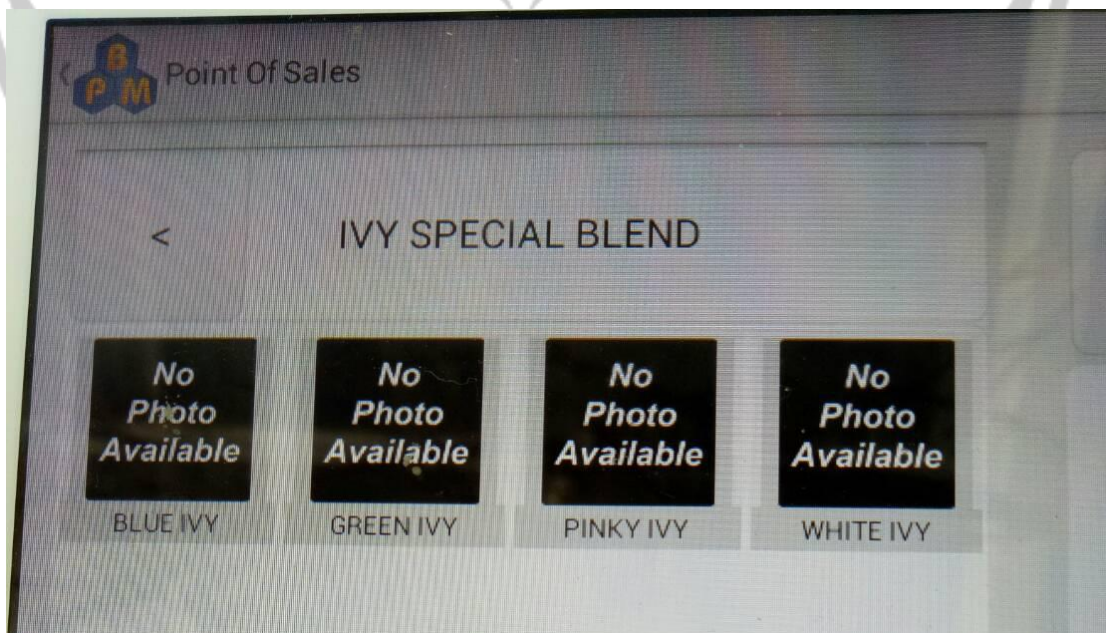 B
P M
Point Of Sales
< IVY SPECIAL BLEND
No
Photo
Available
No
Photo
Available
No
Photo
Available
No
Photo
Available
BLUE IVY
GREEN IVY
PINKY IVY
WHITE IVY